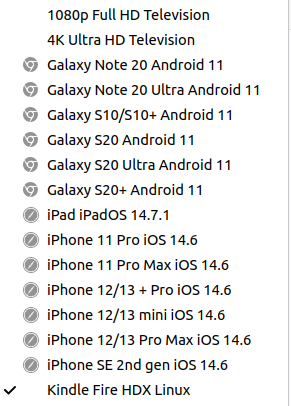 1080p Full HD Television
4K Ultra HD Television
Galaxy Note 20 Android 11
Galaxy Note 20 Ultra Android 11
Galaxy S10/S10+ Android 11
Galaxy S20 Android 11
Galaxy S20 Ultra Android 11
Galaxy S20+ Android 11
iPad iPadOS 14.7.1
iPhone 11 Pro iOS 14.6
iPhone 11 Pro Max iOS 14.6
iPhone 12/13 + Pro iOS 14.6
iPhone 12/13 mini iOS 14.6
iPhone 12/13 Pro Max iOS 14.6
iPhone SE 2nd gen iOS 14.6
Kindle Fire HDX Linux